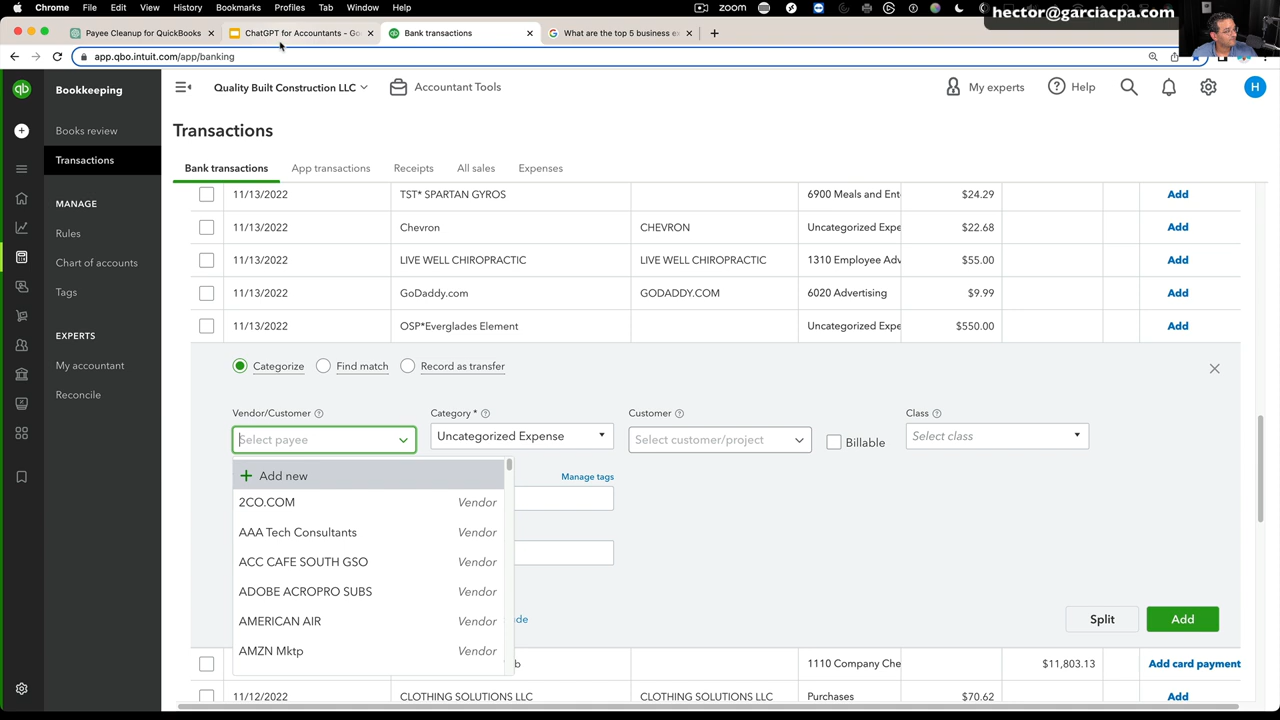 Chrome File Edit View History Bookmarks Profiles Tab Window Help zoom
hector@garciacpa.com
Payee Cleanup for QuickBooks ChatGPT for Accountants - Go Bank transactions What are the top 5 business es
app.qbo.intuit.com/app/banking
qb Bookkeeping Quality Built Construction LLC Accountant Tools My experts Help H
Books review
Transactions
MANAGE
Rules
Chart of accounts
Tags
EXPERTS
My accountant
Reconcile
Transactions
Bank transactions App transactions Receipts All sales Expenses
11/13/2022 TST* SPARTAN GYROS 6900 Meals and Ent $24.29 Add
11/13/2022 Chevron CHEVRON Uncategorized Expe $22.68 Add
11/13/2022 LIVE WELL CHIROPRACTIC LIVE WELL CHIROPRACTIC 1310 Employee Adv $55.00 Add
11/13/2022 GoDaddy.com GODADDY.COM 6020 Advertising $9.99 Add
11/13/2022 OSP*Everglades Element Uncategorized Expe $550.00 Add
Categorize Find match Record as transfer
Vendor/Customer Category * Customer Class
Select payee Uncategorized Expense Select customer/project Billable Select class
+ Add new Manage tags
2CO.COM Vendor
AAA Tech Consultants Vendor
ACC CAFE SOUTH GSO Vendor
ADOBE ACROPRO SUBS Vendor
AMERICAN AIR Vendor
Split Add
AMZN Mktp Vendor
1110 Company Che $11,803.13 Add card payment
11/12/2022 CLOTHING SOLUTIONS LLC CLOTHING SOLUTIONS LLC Purchases $70.62 Add